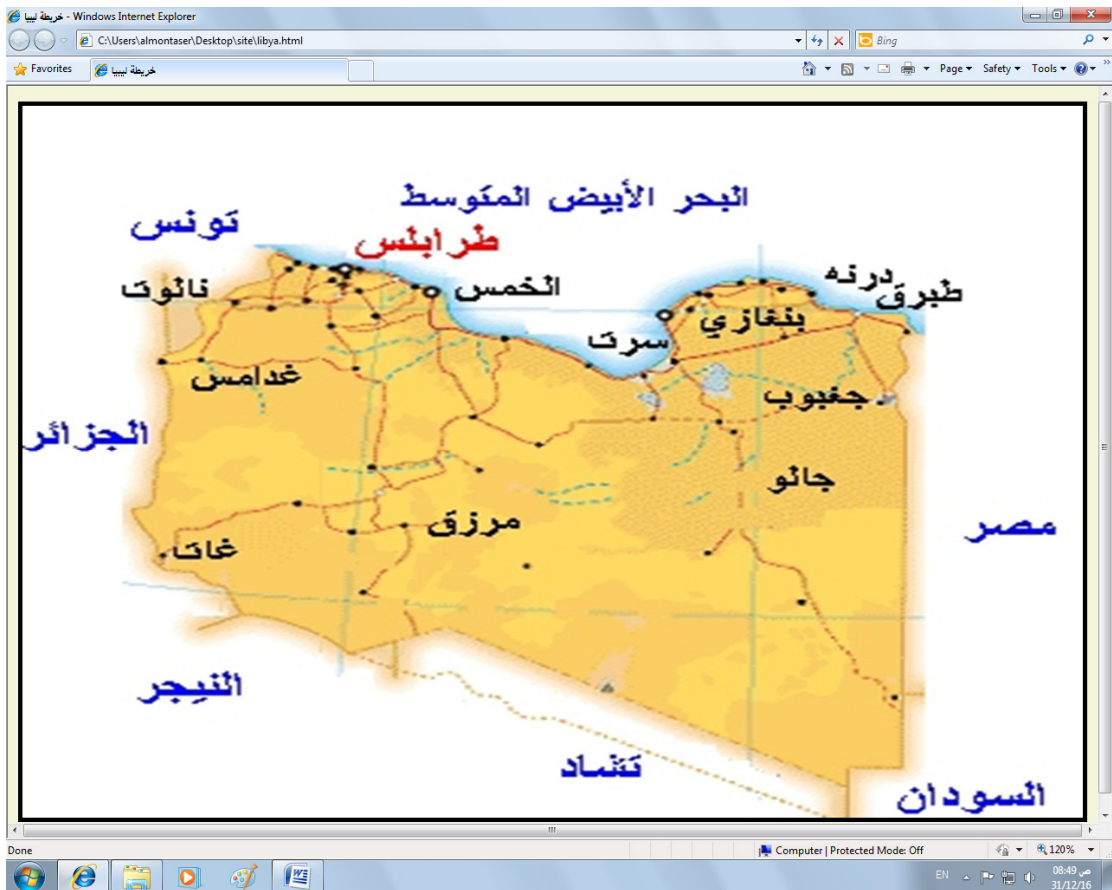 خريطة ليبيا - Windows Internet Explorer
C:\Users\almontaser\Desktop\site\libya.html
Bing
Favorites
خريطة ليبيا
Page
Safety
Tools
البحر الأبيض المتوسط
تونس
طرابلس
درنه
طبرق
نالوت
الخمس
بنغازي
سرت
غدامس
جغبوب
الجزائر
جالو
مرزق
مصر
غات
النيجر
تشاد
السودان
Done
Computer | Protected Mode: Off
120%
EN
08:49 ص
31/12/16